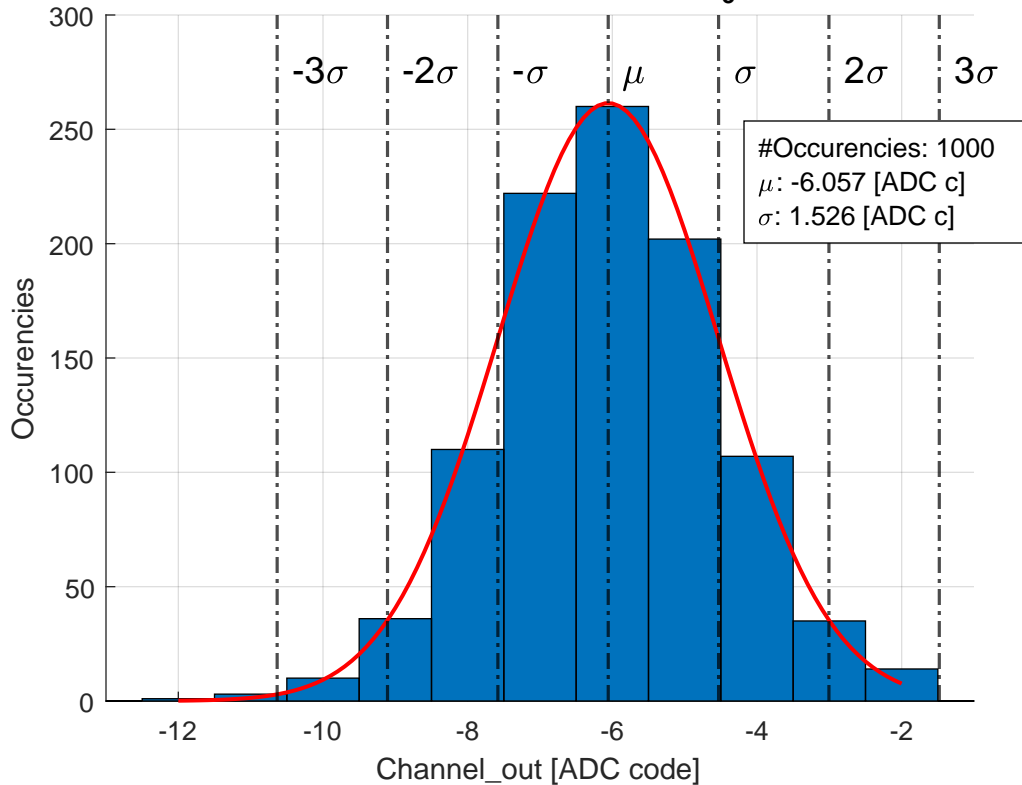 300
250
200
150
100
50
0
-3σ -2σ -σ μ σ 2σ 3σ
#Occurencies: 1000
μ: -6.057 [ADC c]
σ: 1.526 [ADC c]
Occurencies
-12 -10 -8 -6 -4 -2
Channel_out [ADC code]